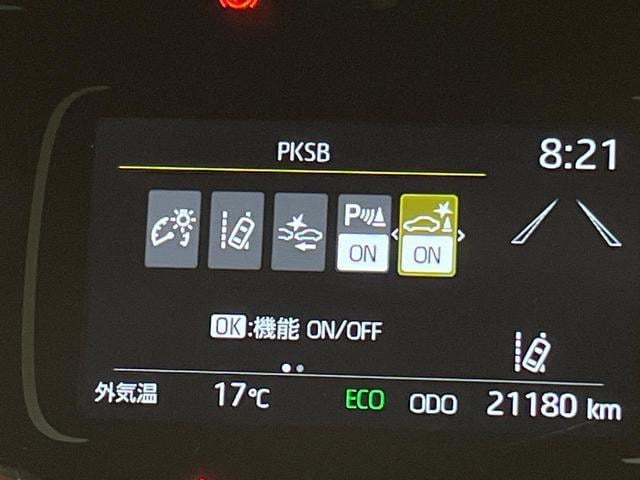 PKSB
8:21
P
ON
ON
OK:機能 ON/OFF
外気温 17℃ ECO ODO 21180 km